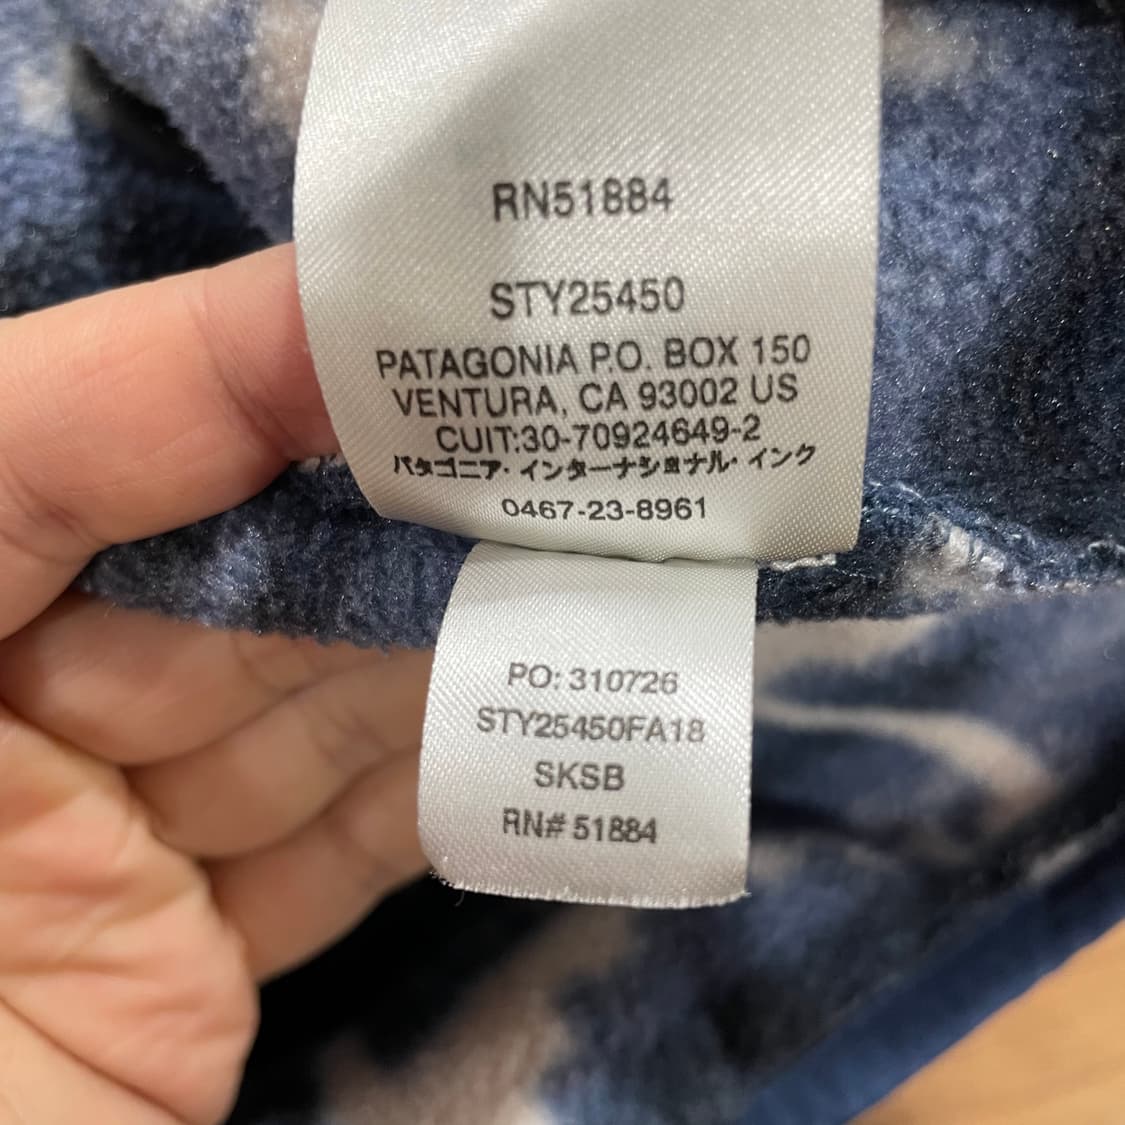 RN51884
STY25450
PATAGONIA P.O. BOX 150
VENTURA, CA 93002 US
CUIT:30-70924649-2
パタゴニア・インターナショナル・インク
0467-23-8961
PO: 310726
STY25450FA18
SKSB
RN# 51884